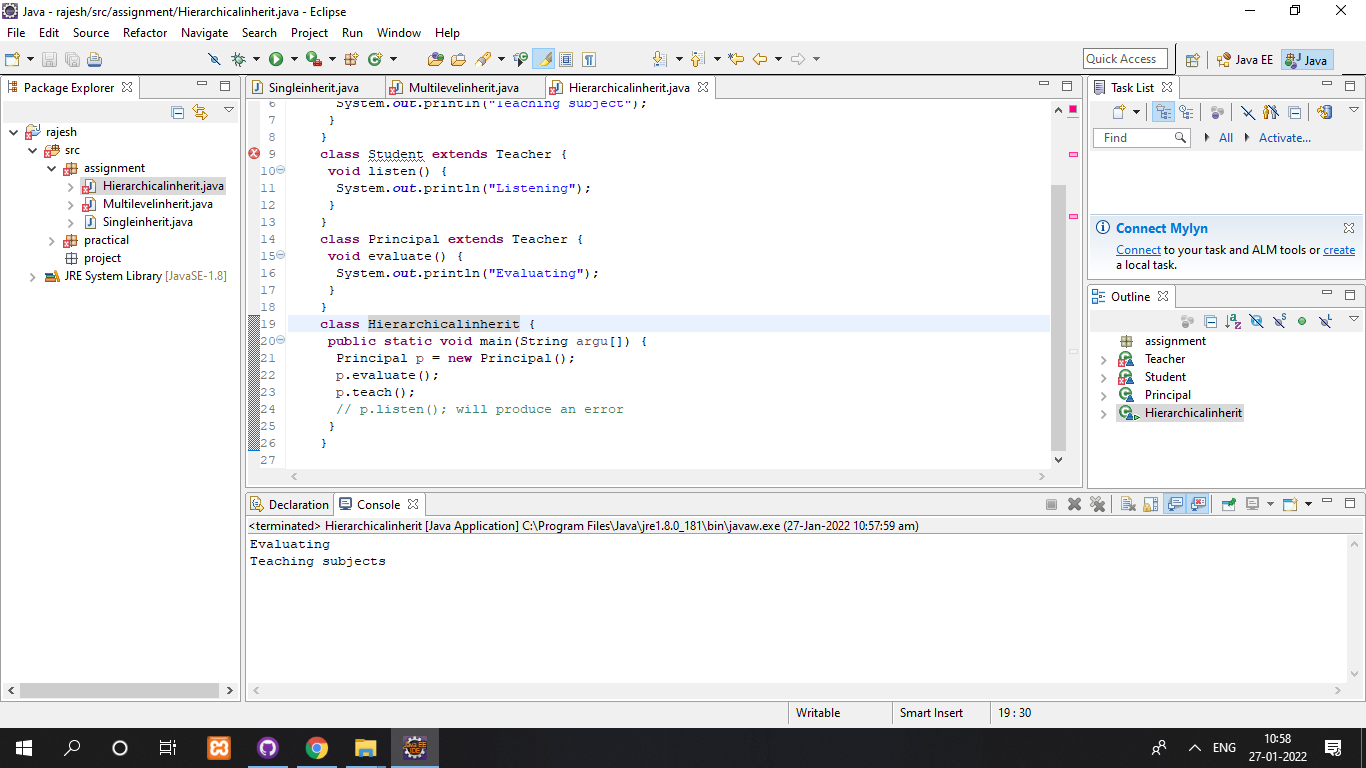 Java - rajesh/src/assignment/Hierarchicalinherit.java - Eclipse
File Edit Source Refactor Navigate Search Project Run Window Help
Quick Access
Java EE
Java
Package Explorer
rajesh
src
assignment
Hierarchicalinherit.java
Multilevelinherit.java
Singleinherit.java
practical
project
JRE System Library [JavaSE-1.8]
Singleinherit.java Multilevelinherit.java Hierarchicalinherit.java
6 System.out.println("Teaching subject");
7 }
8 }
9 class Student extends Teacher {
10 void listen() {
11 System.out.println("Listening");
12 }
13 }
14 class Principal extends Teacher {
15 void evaluate() {
16 System.out.println("Evaluating");
17 }
18 }
19 class Hierarchicalinherit {
20 public static void main(String argu[]) {
21 Principal p = new Principal();
22 p.evaluate();
23 p.teach();
24 // p.listen(); will produce an error
25 }
26 }
27
Task List
Find All Activate...
Connect Mylyn
Connect to your task and ALM tools or create
a local task.
Outline
assignment
Teacher
Student
Principal
Hierarchicalinherit
Declaration Console
<terminated> Hierarchicalinherit [Java Application] C:\Program Files\Java\jre1.8.0_181\bin\javaw.exe (27-Jan-2022 10:57:59 am)
Evaluating
Teaching subjects
Writable Smart Insert 19 : 30
ENG
10:58
27-01-2022